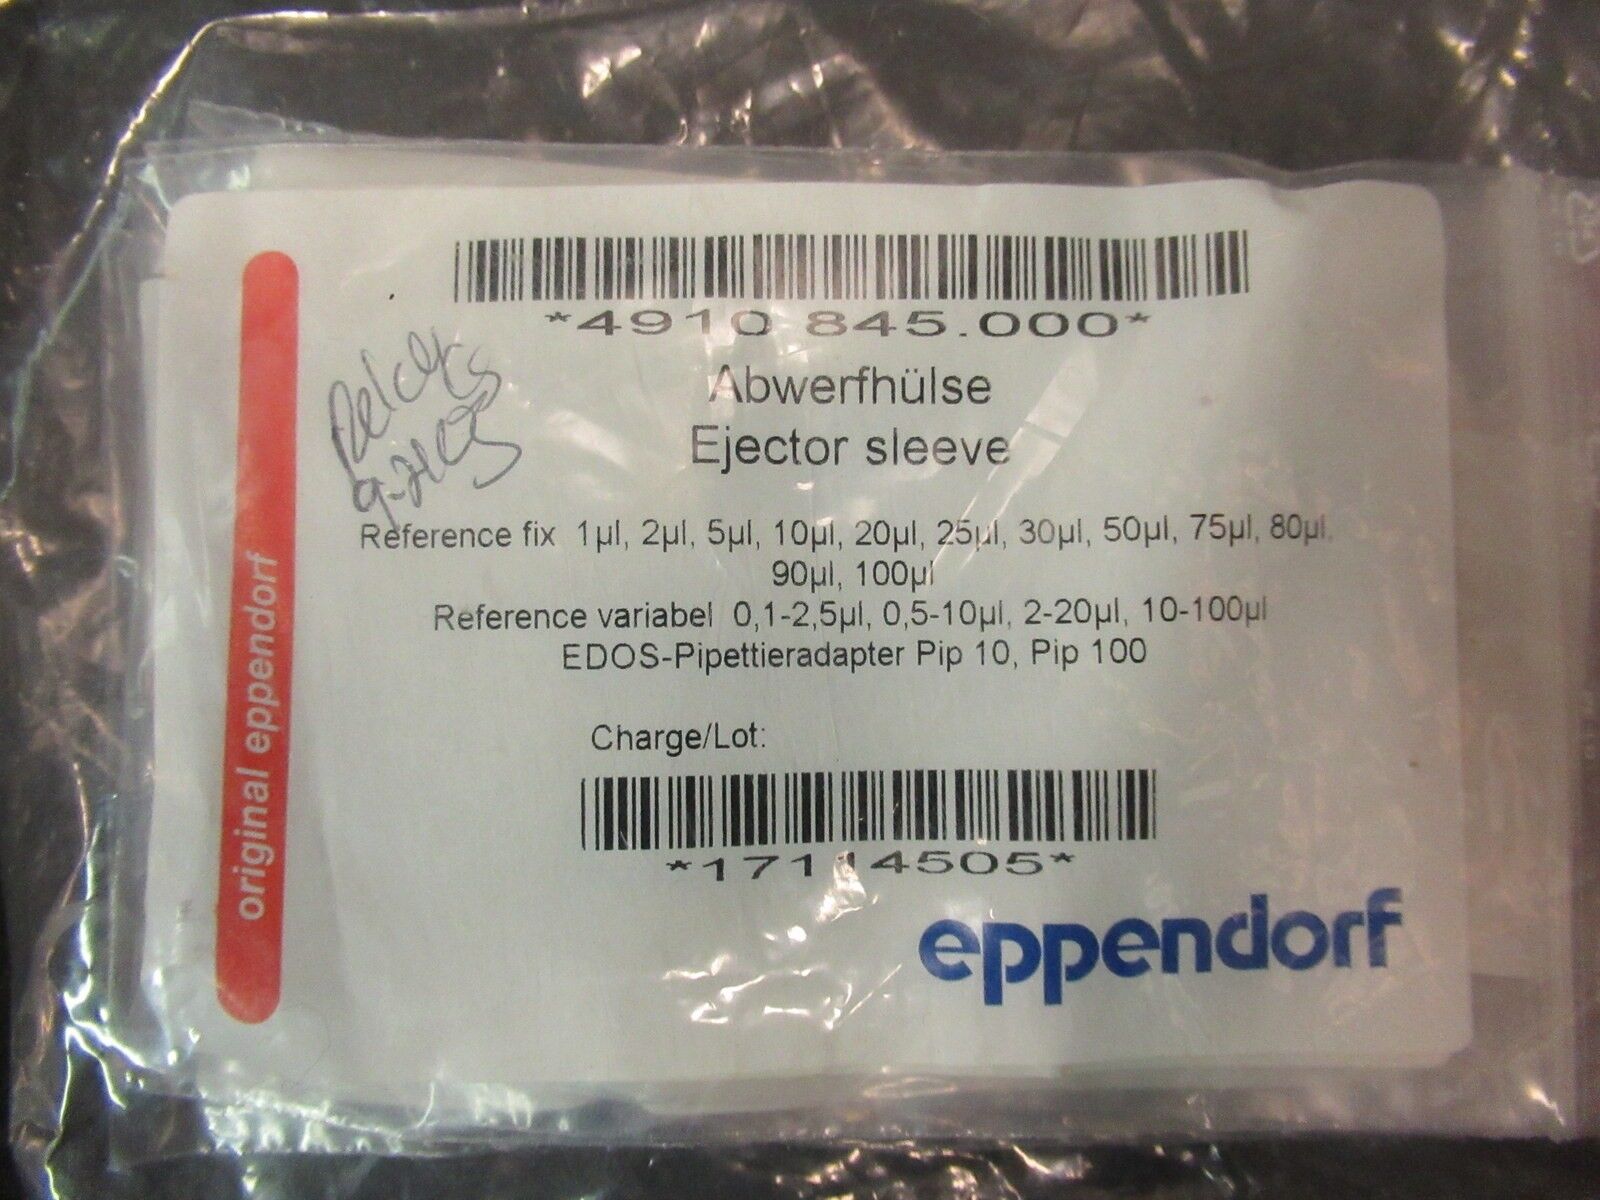 *4910 845.000*
Abwerfhülse
Ejector sleeve
Reference fix 1µl, 2µl, 5µl, 10µl, 20µl, 25µl, 30µl, 50µl, 75µl, 80µl,
90µl, 100µl
Reference variabel 0,1-2,5µl, 0,5-10µl, 2-20µl, 10-100µl
EDOS-Pipettieradapter Pip 10, Pip 100
Charge/Lot:
*17114505*
eppendorf
original eppendorf